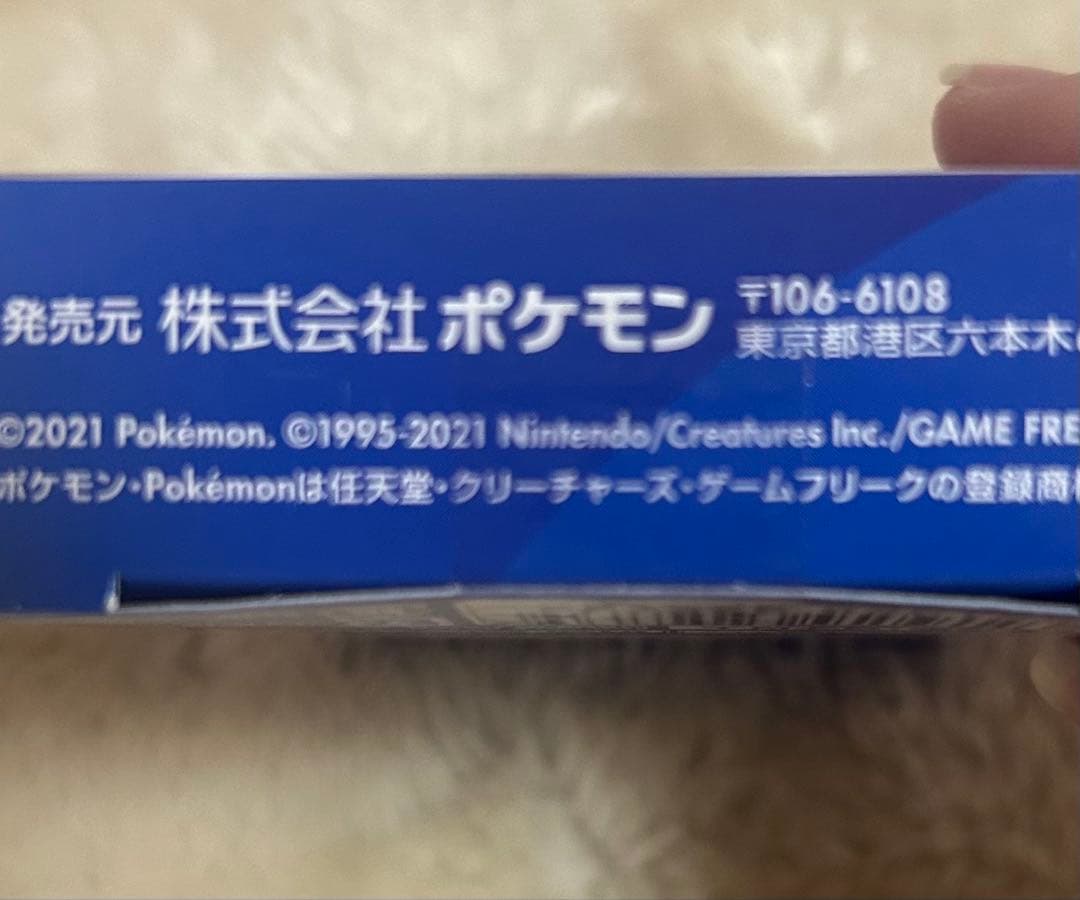 発売元 株式会社ポケモン 〒106-6108
東京都港区六本木
©2021 Pokémon. ©1995-2021 Nintendo/Creatures Inc./GAME FRE
ポケモン・Pokémonは任天堂・クリーチャーズ・ゲームフリークの登録商標